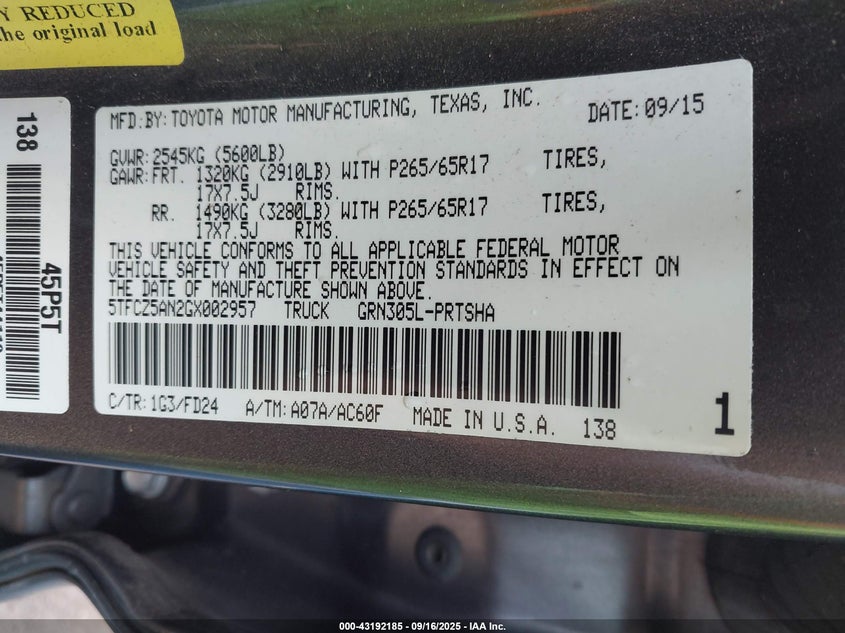 Y REDUCED
the original load
138
45P5T
MFD.BY:TOYOTA MOTOR MANUFACTURING, TEXAS, INC. DATE:09/15
GVWR:2545KG (5600LB)
GAWR:FRT. 1320KG (2910LB) WITH P265/65R17 TIRES,
17X7.5J RIMS.
RR. 1490KG (3280LB) WITH P265/65R17 TIRES,
17X7.5J RIMS.
THIS VEHICLE CONFORMS TO ALL APPLICABLE FEDERAL MOTOR
VEHICLE SAFETY AND THEFT PREVENTION STANDARDS IN EFFECT ON
THE DATE OF MANUFACTURE SHOWN ABOVE.
5TFCZ5AN2GX002957 TRUCK GRN305L-PRTSHA
C/TR:1G3/FD24 A/TM:A07A/AC60F MADE IN U.S.A. 138
1
000-43192185 - 09/16/2025 - IAA Inc.